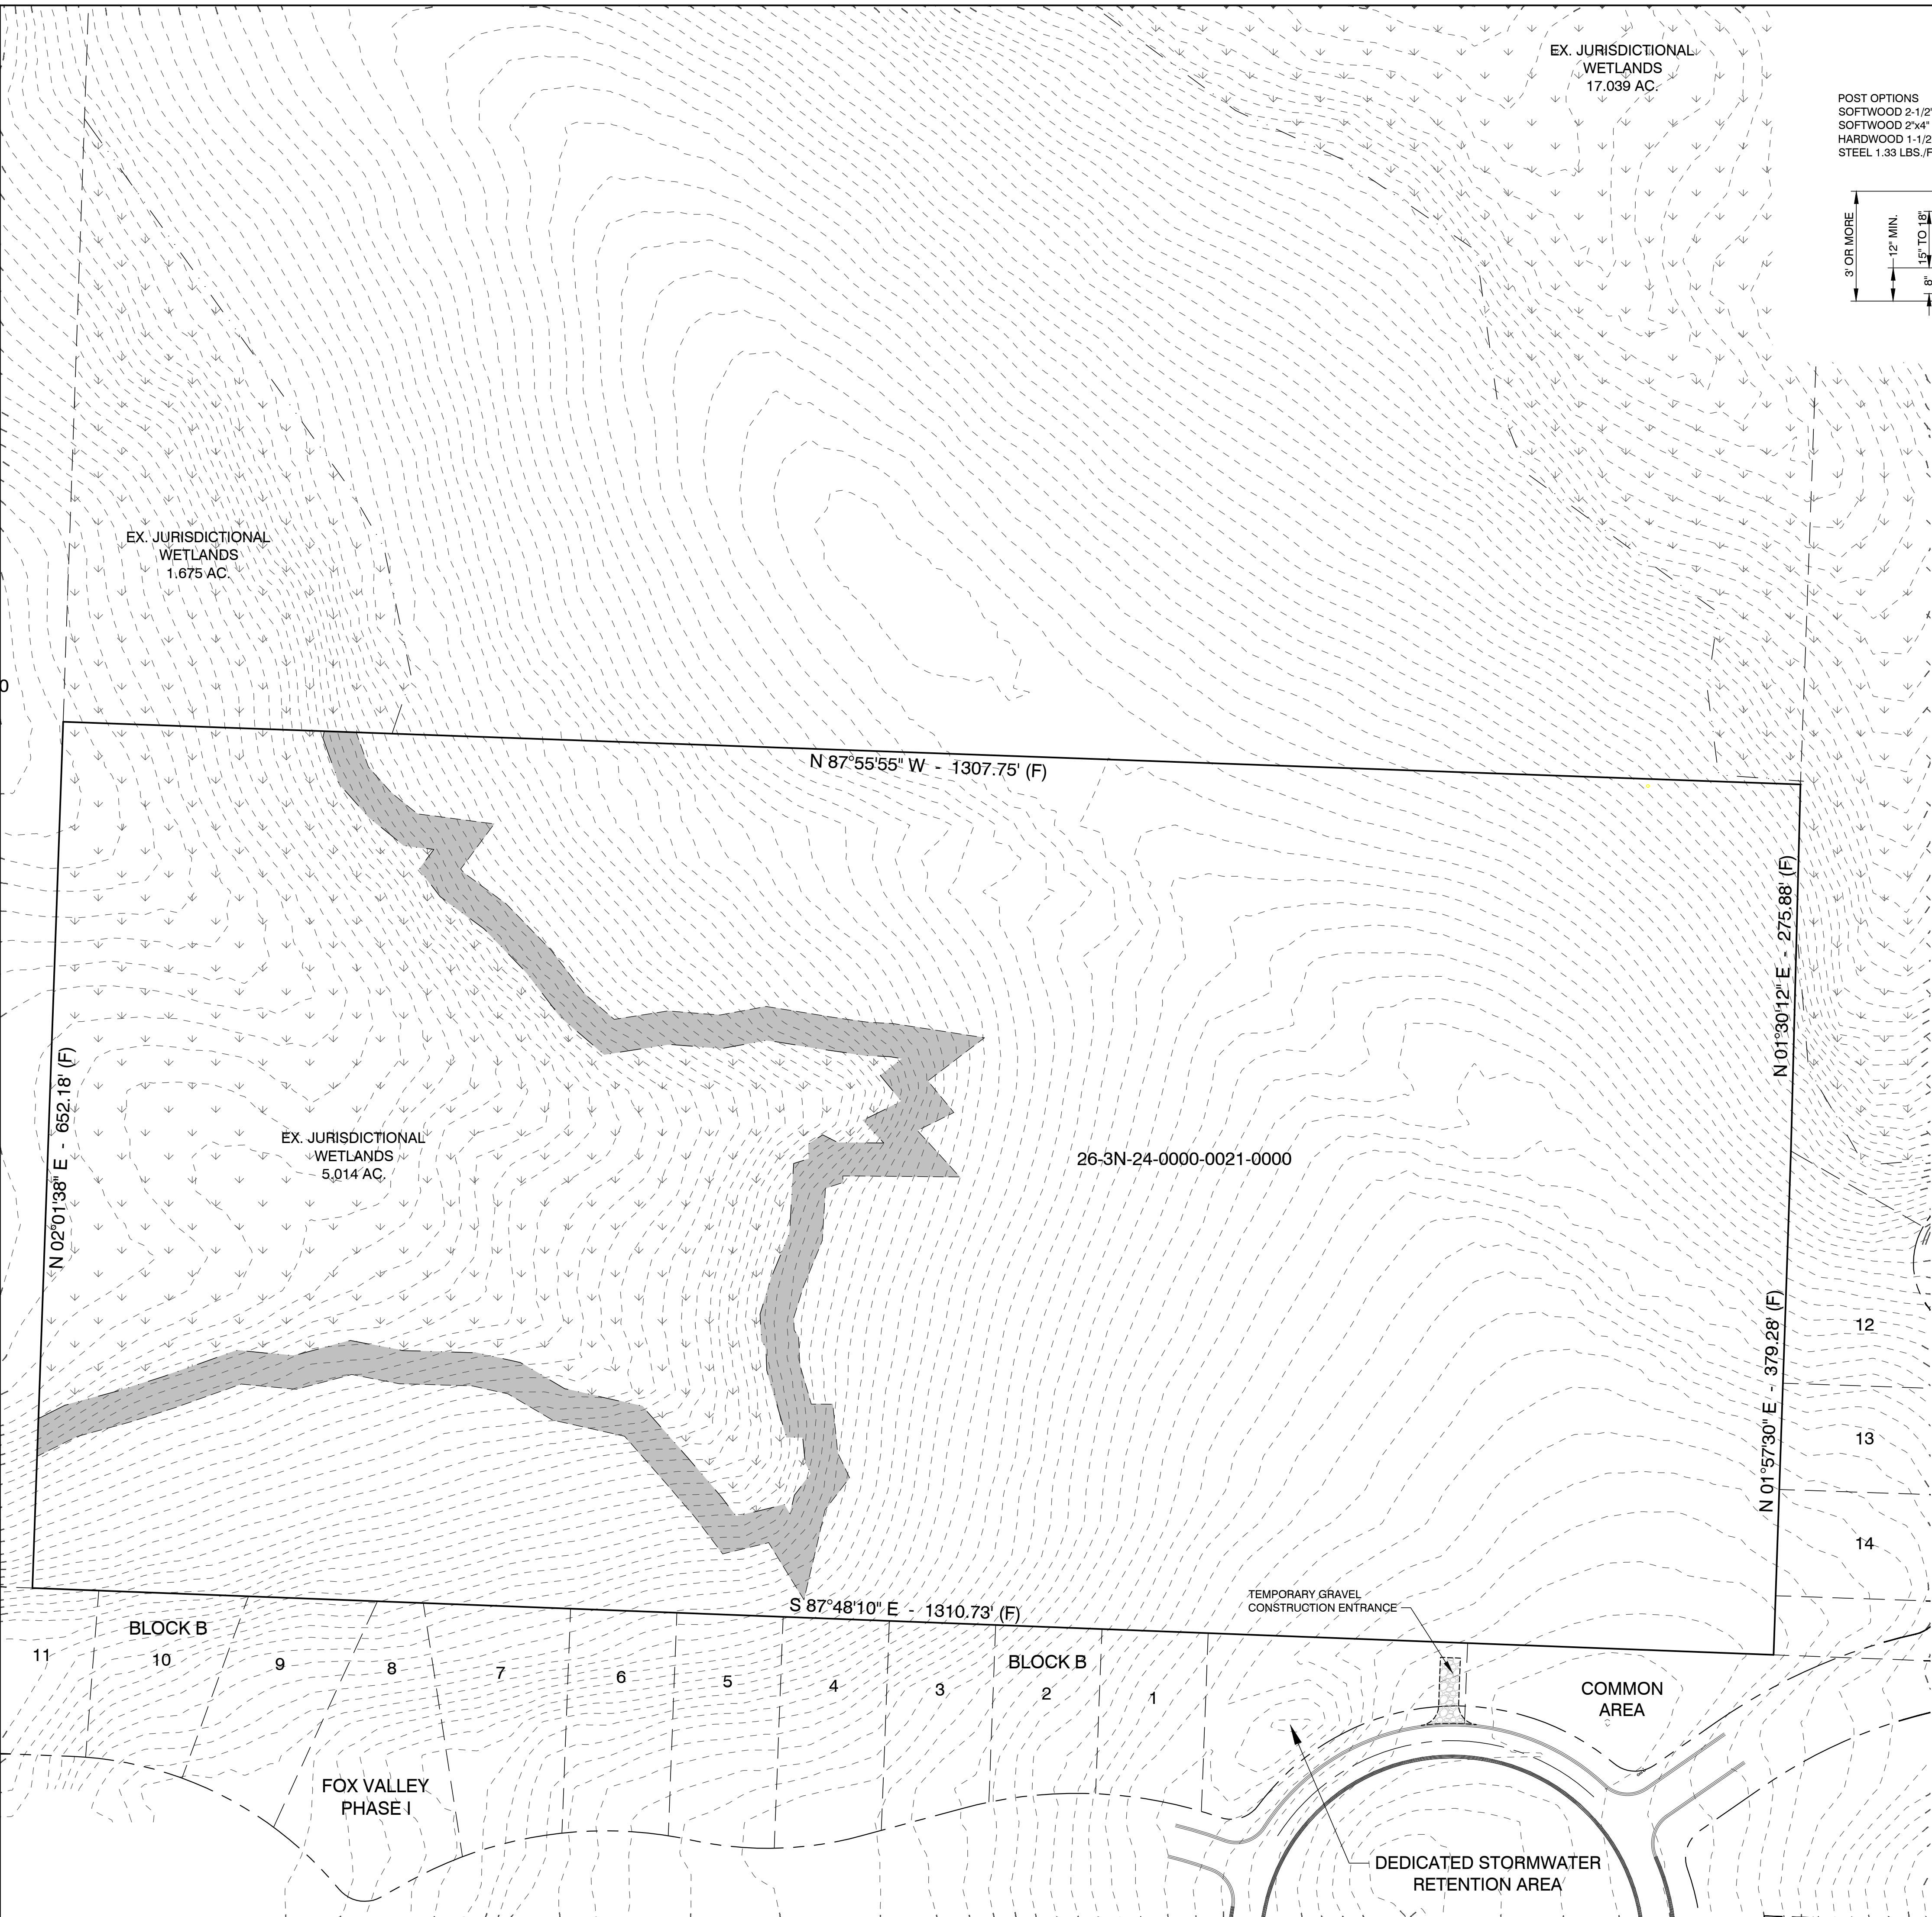 EX. JURISDICTIONAL
WETLANDS
17.039 AC.
POST OPTIONS
SOFTWOOD 2-1/2"
SOFTWOOD 2"x4"
HARDWOOD 1-1/2
STEEL 1.33 LBS./F
3' OR MORE
12" MIN.
15" TO 18"
8"
EX. JURISDICTIONAL
WETLANDS
1.675 AC.
0
N 87°55'55" W - 1307.75' (F)
N 01°30'12" E - 275.88' (F)
N 02°01'38" E - 652.18' (F)
EX. JURISDICTIONAL
WETLANDS
5.014 AC.
26-3N-24-0000-0021-0000
N 01°57'30" E - 379.28' (F)
12
13
14
S 87°48'10" E - 1310.73' (F)
TEMPORARY GRAVEL
CONSTRUCTION ENTRANCE
BLOCK B
11
10
9
8
7
6
5
4
3
BLOCK B
2
1
COMMON
AREA
FOX VALLEY
PHASE I
DEDICATED STORMWATER
RETENTION AREA